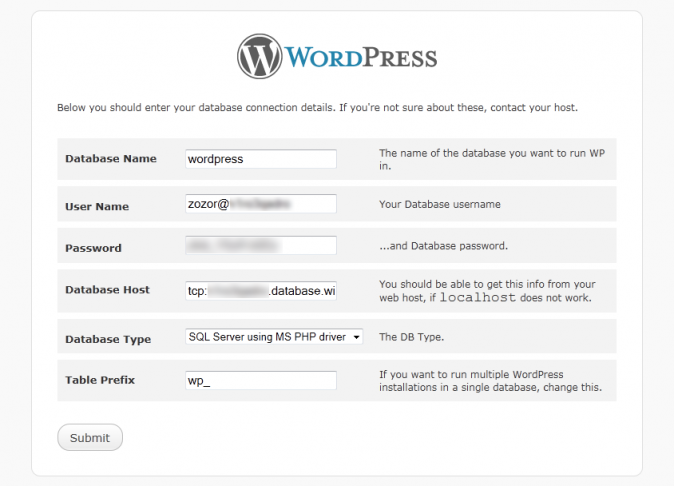 WORDPRESS
Below you should enter your database connection details. If you're not sure about these, contact your host.
Database Name
wordpress
The name of the database you want to run WP
in.
User Name
zozor@
Your Database username
Password
...and Database password.
Database Host
tcp: .database.wi
You should be able to get this info from your
web host, if localhost does not work.
Database Type
SQL Server using MS PHP driver
The DB Type.
Table Prefix
wp_
If you want to run multiple WordPress
installations in a single database, change this.
Submit